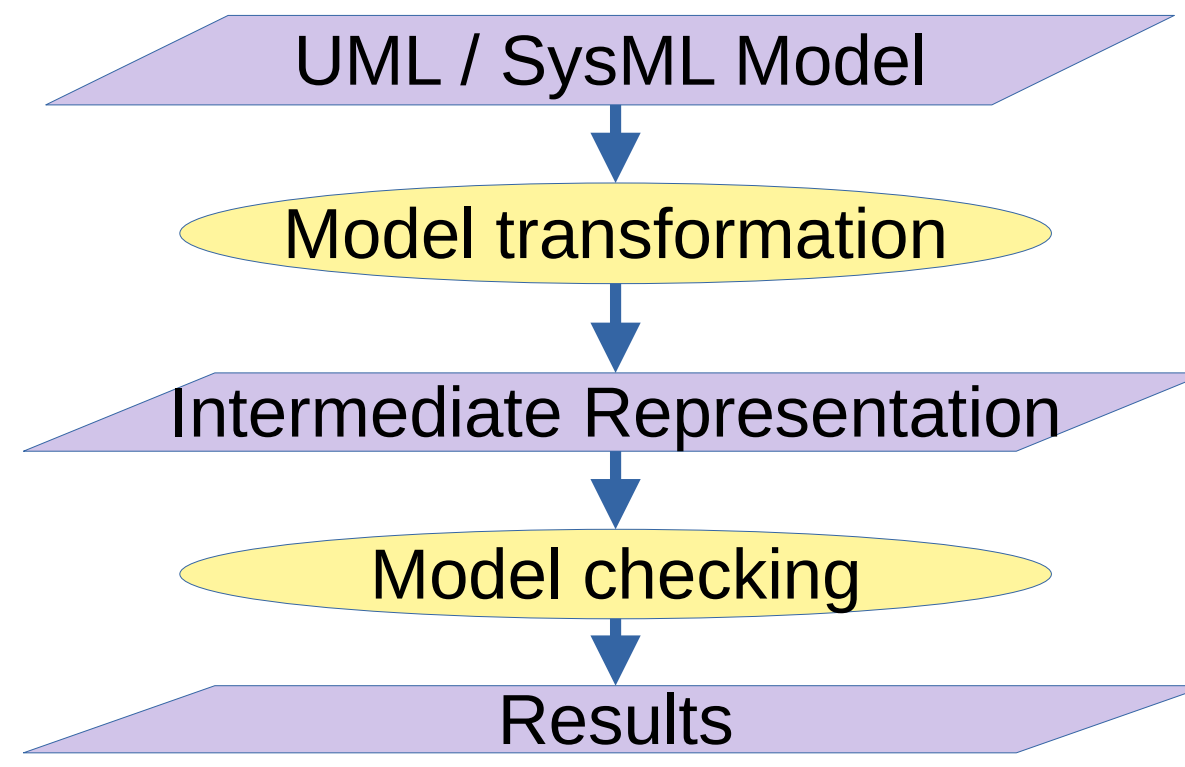 UML / SysML Model
Model transformation
Intermediate Representation
Model checking
Results